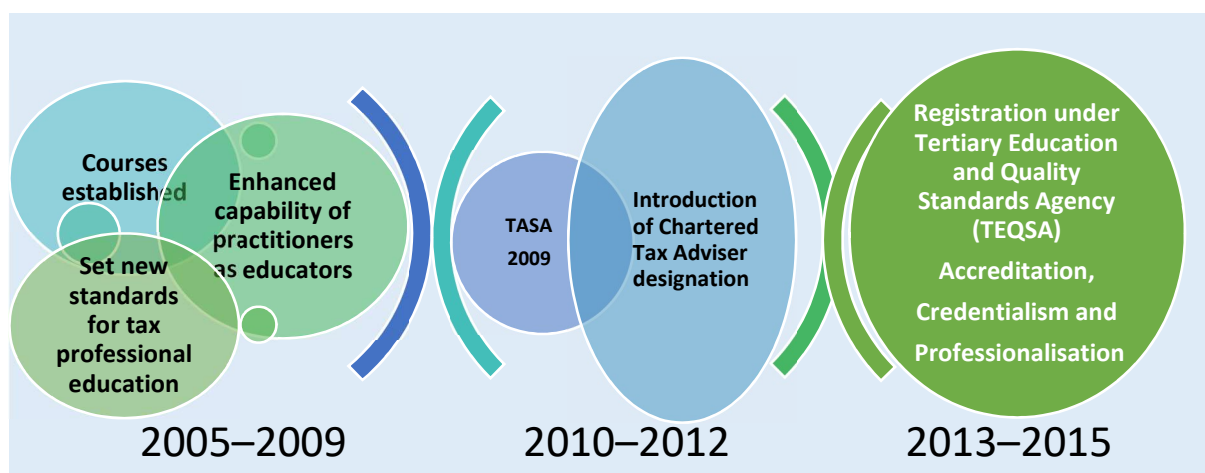 Courses
established
Enhanced
capability of
practitioners
as educators
Set new
standards
for tax
professional
education
TASA
2009
Introduction
of Chartered
Tax Adviser
designation
Registration under
Tertiary Education
and Quality
Standards Agency
(TEQSA)
Accreditation,
Credentialism and
Professionalisation
2005–2009
2010–2012
2013–2015